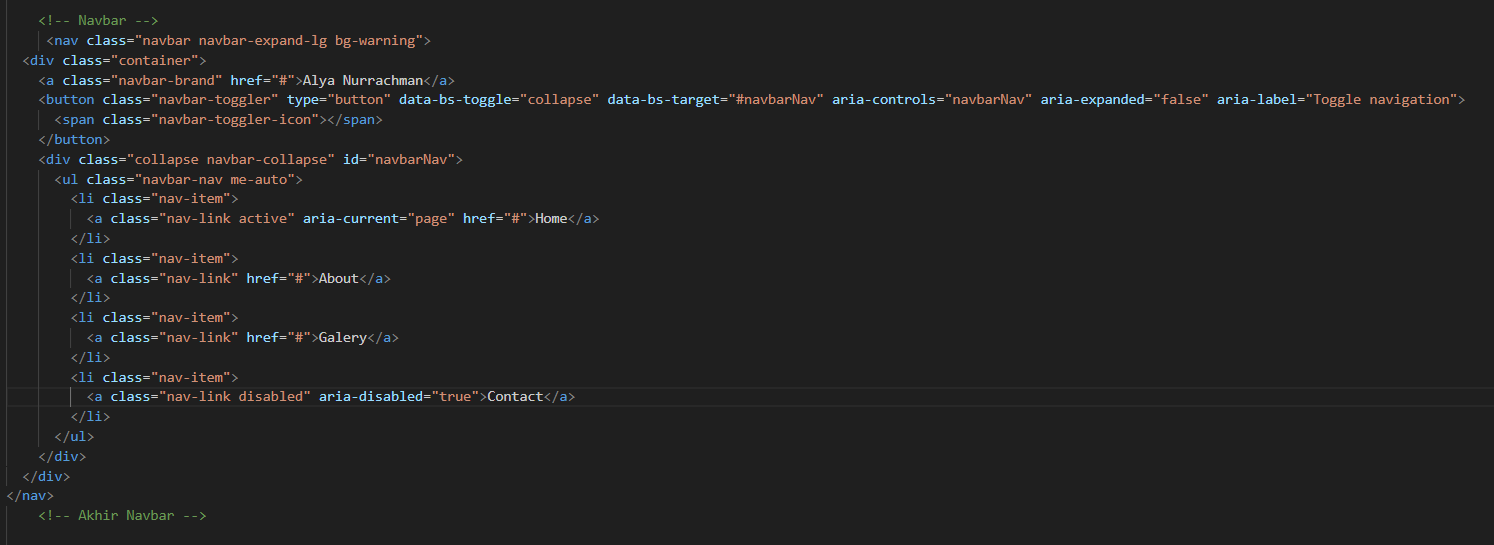 <!-- Navbar -->
<nav class="navbar navbar-expand-lg bg-warning">
<div class="container">
<a class="navbar-brand" href="#">Alya Nurrachman</a>
<button class="navbar-toggler" type="button" data-bs-toggle="collapse" data-bs-target="#navbarNav" aria-controls="navbarNav" aria-expanded="false" aria-label="Toggle navigation">
<span class="navbar-toggler-icon"></span>
</button>
<div class="collapse navbar-collapse" id="navbarNav">
<ul class="navbar-nav me-auto">
<li class="nav-item">
<a class="nav-link active" aria-current="page" href="#">Home</a>
</li>
<li class="nav-item">
<a class="nav-link" href="#">About</a>
</li>
<li class="nav-item">
<a class="nav-link" href="#">Galery</a>
</li>
<li class="nav-item">
<a class="nav-link disabled" aria-disabled="true">Contact</a>
</li>
</ul>
</div>
</div>
</nav>
<!-- Akhir Navbar -->